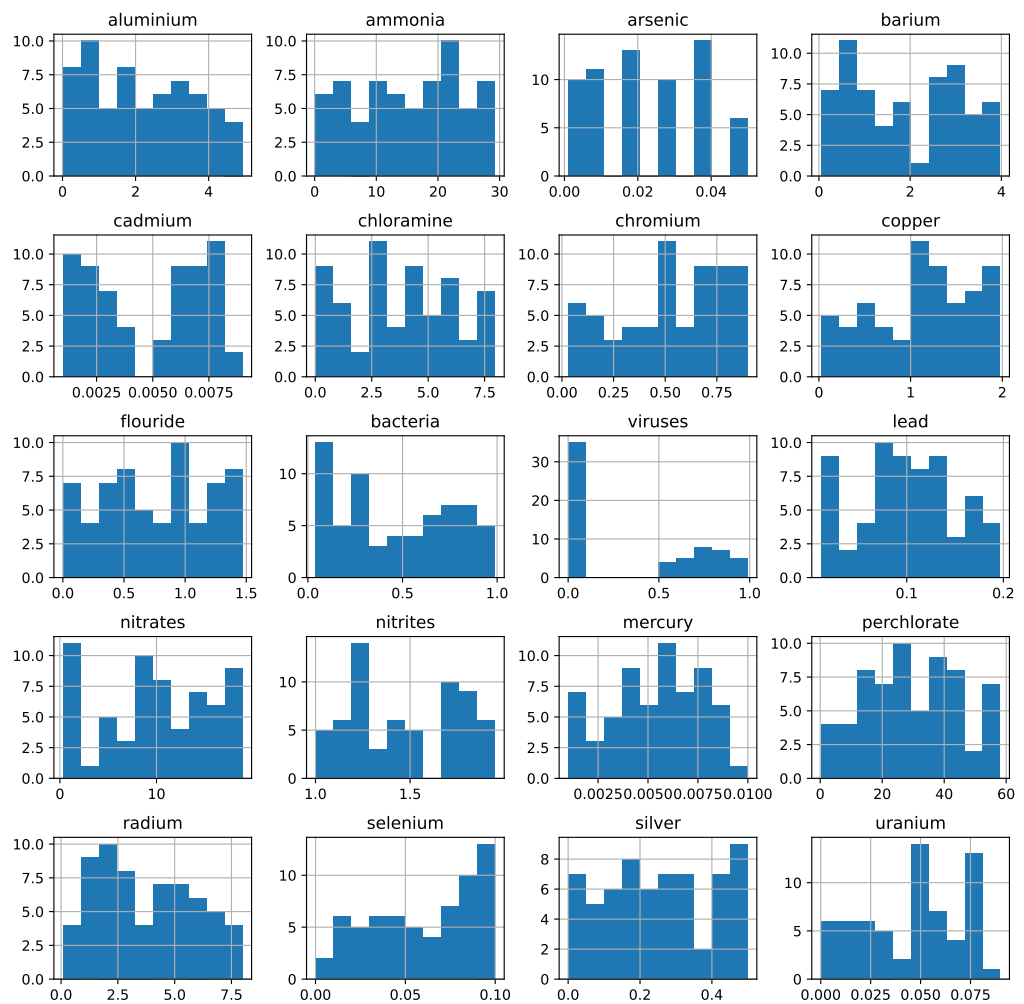 aluminium ammonia arsenic barium
10.0 7.5 5.0 2.5 0.0 0 2 4
10.0 7.5 5.0 2.5 0.0 0 10 20 30
10 5 0 0.00 0.02 0.04
10.0 7.5 5.0 2.5 0.0 0 2 4
cadmium chloramine chromium copper
10.0 7.5 5.0 2.5 0.0 0.0025 0.0050 0.0075
10.0 7.5 5.0 2.5 0.0 0.0 2.5 5.0 7.5
10.0 7.5 5.0 2.5 0.0 0.00 0.25 0.50 0.75
10.0 7.5 5.0 2.5 0.0 0 1 2
flouride bacteria viruses lead
10.0 7.5 5.0 2.5 0.0 0.0 0.5 1.0 1.5
10 5 0 0.0 0.5 1.0
30 20 10 0 0.0 0.5 1.0
10.0 7.5 5.0 2.5 0.0 0.1 0.2
nitrates nitrites mercury perchlorate
10.0 7.5 5.0 2.5 0.0 0 10
10 5 0 1.0 1.5
10.0 7.5 5.0 2.5 0.0 0.0025 0.0050 0.0075 0.0100
10.0 7.5 5.0 2.5 0.0 0 20 40 60
radium selenium silver uranium
10.0 7.5 5.0 2.5 0.0 0.0 2.5 5.0 7.5
10 5 0 0.00 0.05 0.10
8 6 4 2 0 0.0 0.2 0.4
10 5 0 0.000 0.025 0.050 0.075